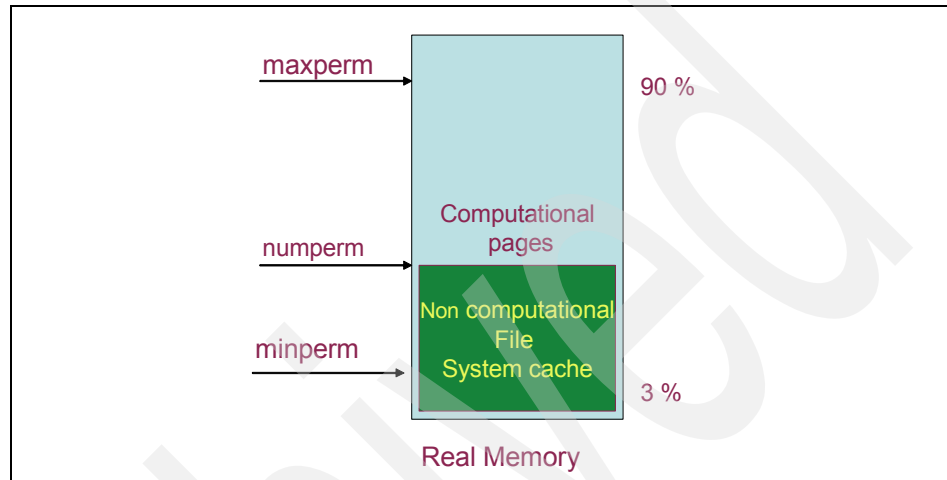 maxperm
90 %
Computational
pages
numperm
Non computational
File
System cache
minperm
3 %
Real Memory